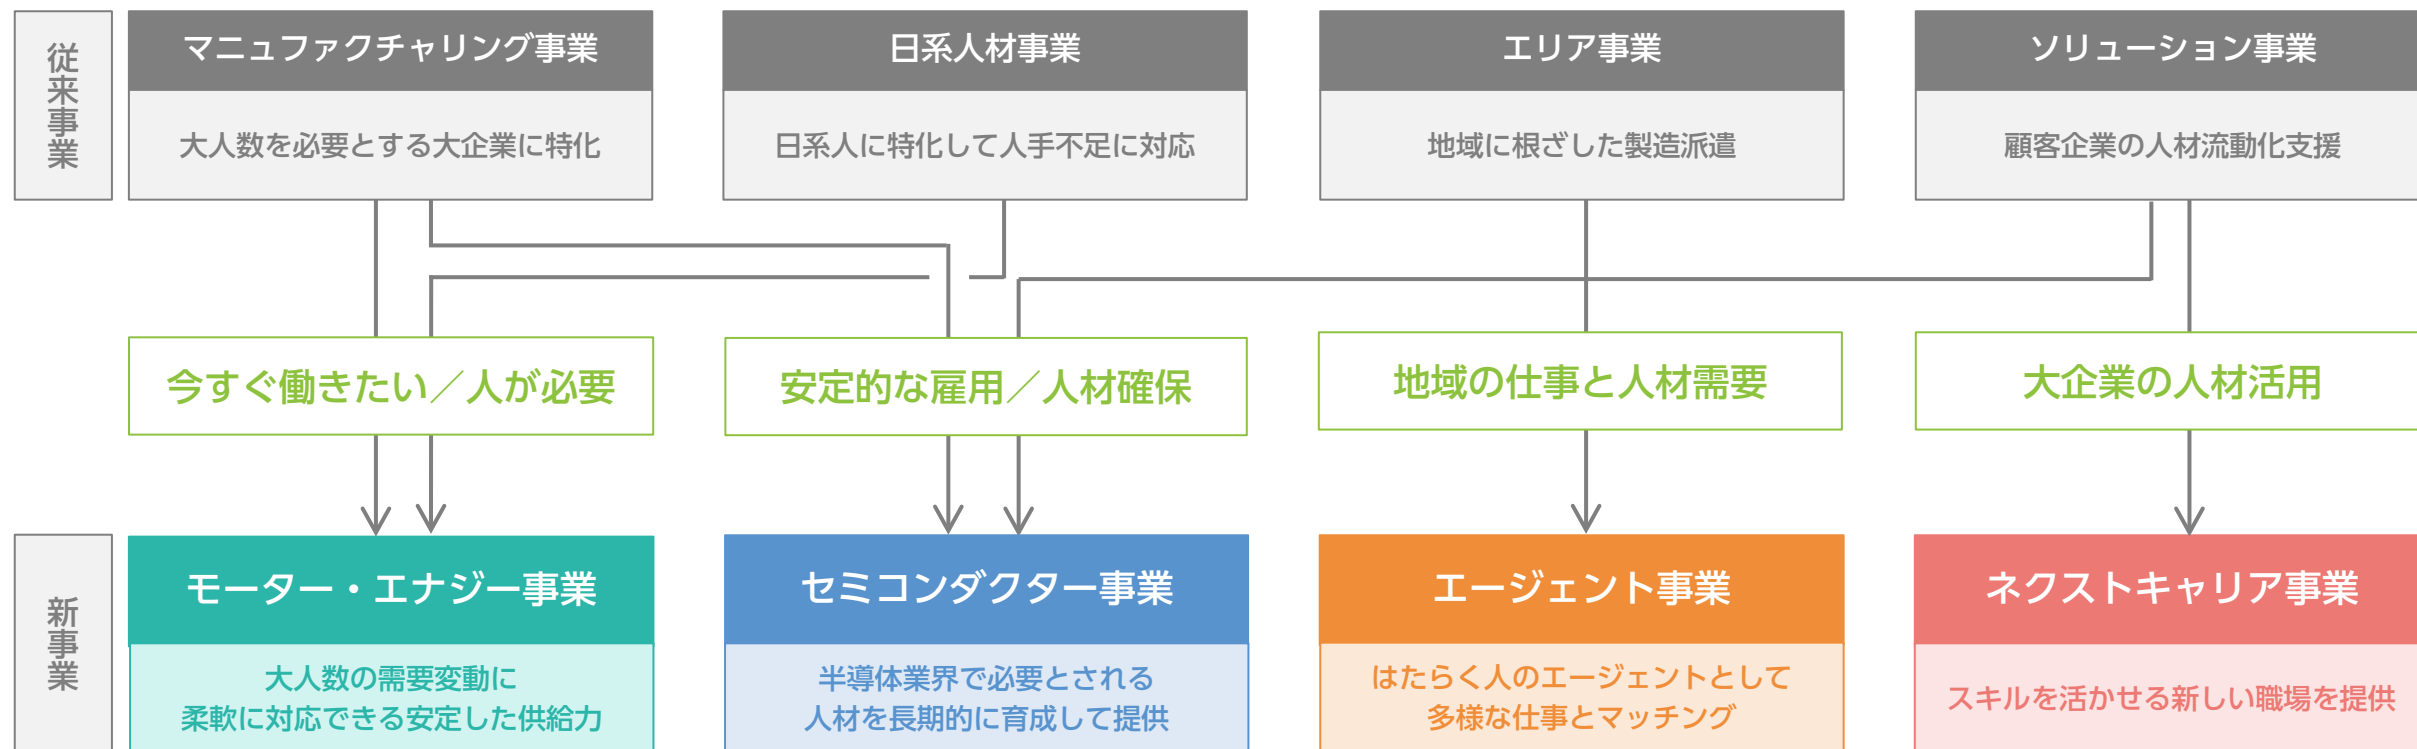 従来事業
マニュファクチャリング事業
大人数を必要とする大企業に特化
日系人材事業
日系人に特化して人手不足に対応
エリア事業
地域に根ざした製造派遣
ソリューション事業
顧客企業の人材流動化支援
今すぐ働きたい／人が必要
安定的な雇用／人材確保
地域の仕事と人材需要
大企業の人材活用
新事業
モーター・エナジー事業
大人数の需要変動に
柔軟に対応できる安定した供給力
セミコンダクター事業
半導体業界で必要とされる
人材を長期的に育成して提供
エージェント事業
はたらく人のエージェントとして
多様な仕事とマッチング
ネクストキャリア事業
スキルを活かせる新しい職場を提供